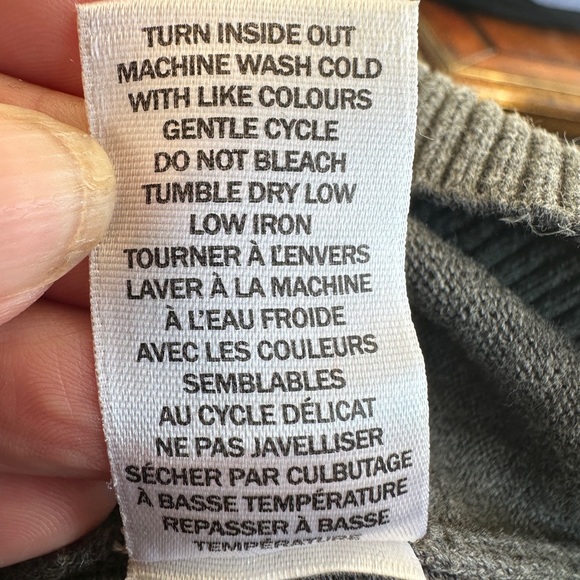 TURN INSIDE OUT
MACHINE WASH COLD
WITH LIKE COLOURS
GENTLE CYCLE
DO NOT BLEACH
TUMBLE DRY LOW
LOW IRON
TOURNER À L'ENVERS
LAVER À LA MACHINE
À L'EAU FROIDE
AVEC LES COULEURS
SEMBLABLES
AU CYCLE DÉLICAT
NE PAS JAVELLISER
SÉCHER PAR CULBUTAGE
À BASSE TEMPÉRATURE
REPASSER À BASSE
TEMPÉRATURE